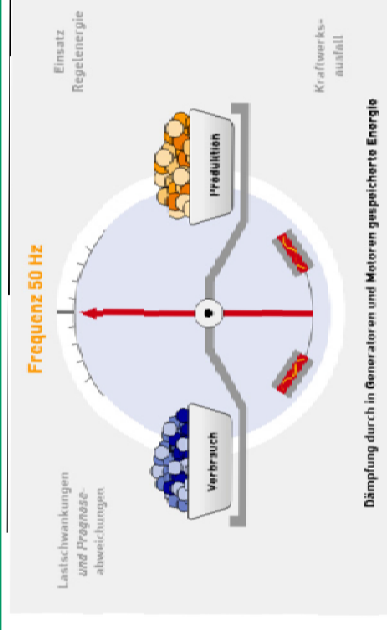 Frequenz 50 Hz
Lastschwankungen
und Prognose-
abweichungen
Einsatz
Regelenergie
Verbrauch
Produktion
Kraftwerks-
ausfall
Dämpfung durch in Generatoren und Motoren gespeicherte Energie